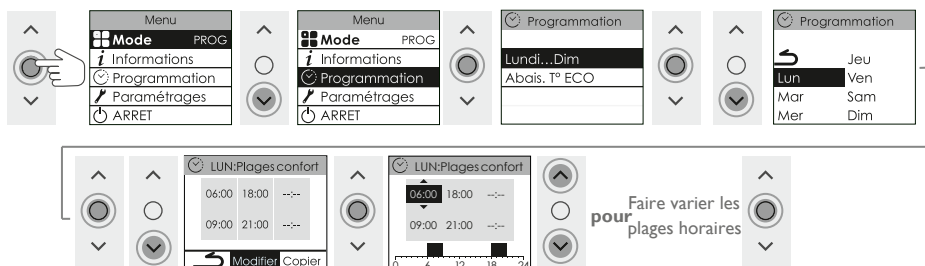 Menu
Mode PROG
i Informations
Programmation
Paramétrages
ARRET
Menu
Mode PROG
i Informations
Programmation
Paramétrages
ARRET
Programmation
Lundi...Dim
Abais. T° ECO
Programmation
Jeu
Lun Ven
Mar Sam
Mer Dim
LUN:Plages confort
06:00 18:00 --:--
09:00 21:00 --:--
Modifier Copier
LUN:Plages confort
06:00 18:00 --:--
09:00 21:00 --:--
0 6 12 18 24
pour Faire varier les
plages horaires